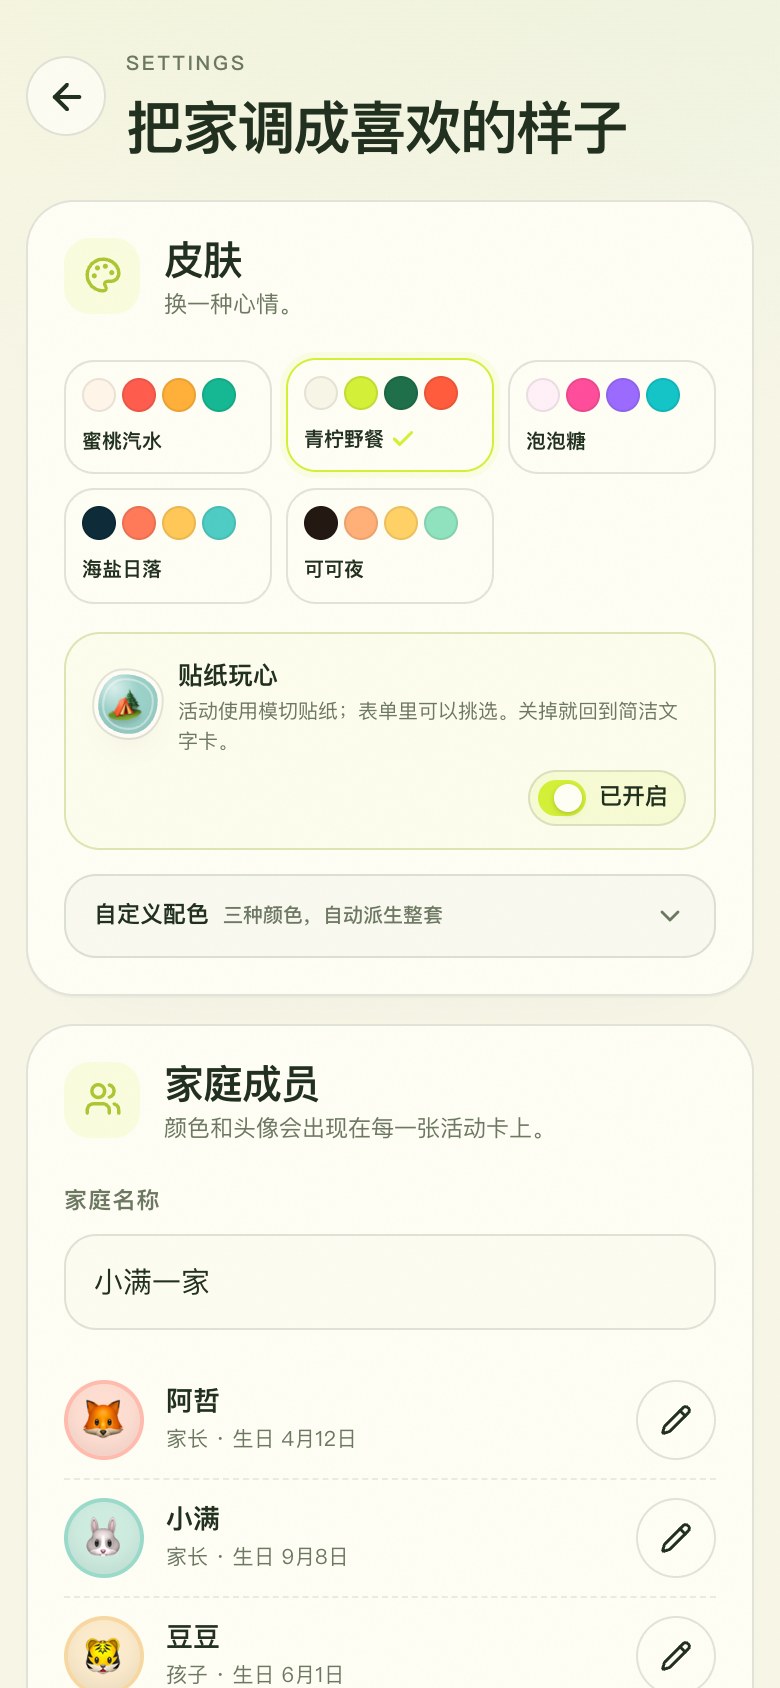 SETTINGS
把家调成喜欢的样子
皮肤
换一种心情。
蜜桃汽水
青柠野餐
泡泡糖
海盐日落
可可夜
贴纸玩心
活动使用模切贴纸；表单里可以挑选。关掉就回到简洁文
字卡。
已开启
自定义配色 三种颜色，自动派生整套
家庭成员
颜色和头像会出现在每一张活动卡上。
家庭名称
小满一家
阿哲
家长 · 生日 4月12日
小满
家长 · 生日 9月8日
豆豆
孩子 · 生日 6月1日